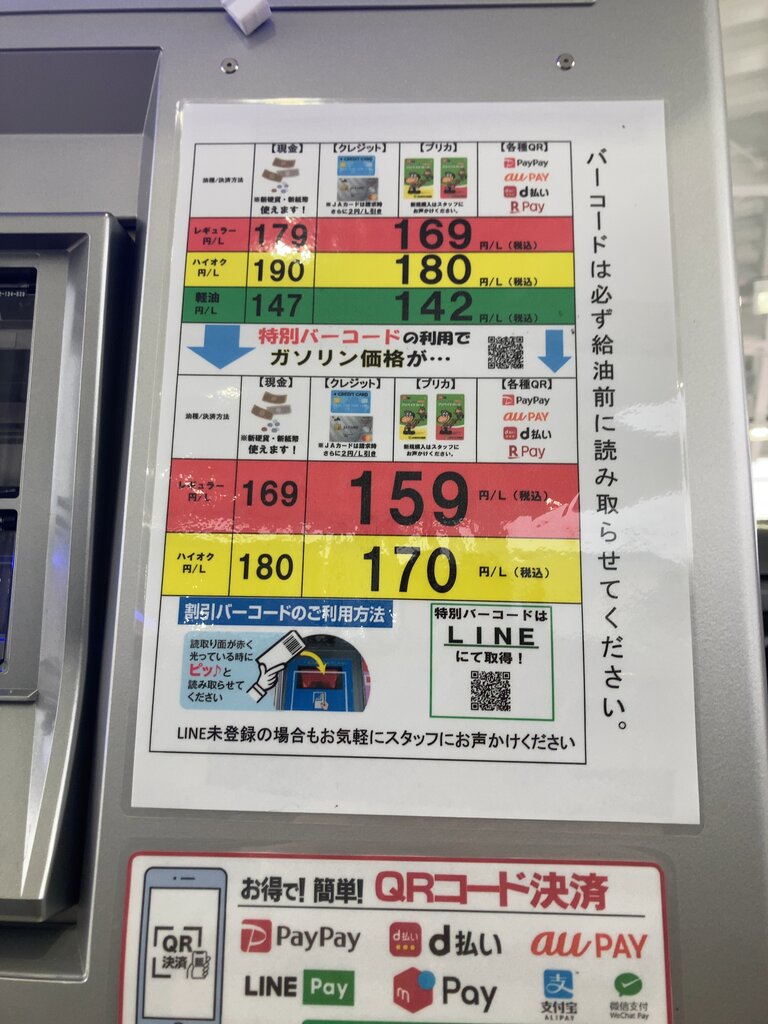 【現金】 【クレジット】 【プリカ】 【各種QR】
油種/決済方法
※新硬貨・新紙幣
使えます！
CREDIT CARD
※JAカードは請求時
さらに2円/L引き
新規購入はスタッフに
お声かけください。
PayPay
au PAY
d払い
R Pay
レギュラー
円/L
179 169 円/L（税込）
ハイオク
円/L
190 180 円/L（税込）
軽油
円/L
147 142 円/L（税込）
特別バーコードの利用で
ガソリン価格が…
【現金】 【クレジット】 【プリカ】 【各種QR】
油種/決済方法
※新硬貨・新紙幣
使えます！
CREDIT CARD
※JAカードは請求時
さらに2円/L引き
新規購入はスタッフに
お声かけください。
PayPay
au PAY
d払い
R Pay
レギュラー
円/L
169 159 円/L（税込）
ハイオク
円/L
180 170 円/L（税込）
割引バーコードのご利用方法
読取り面が赤く
光っている時に
ピッ♪と
読み取らせて
ください
特別バーコードは
LINE
にて取得！
LINE未登録の場合もお気軽にスタッフにお声かけください
バーコードは必ず給油前に読み取らせてください。
お得で！簡単！QRコード決済
QR
決済
PayPay d払い d払い au PAY
LINE Pay m Pay 支付宝 微信支付
ALIPAY WeChat Pay